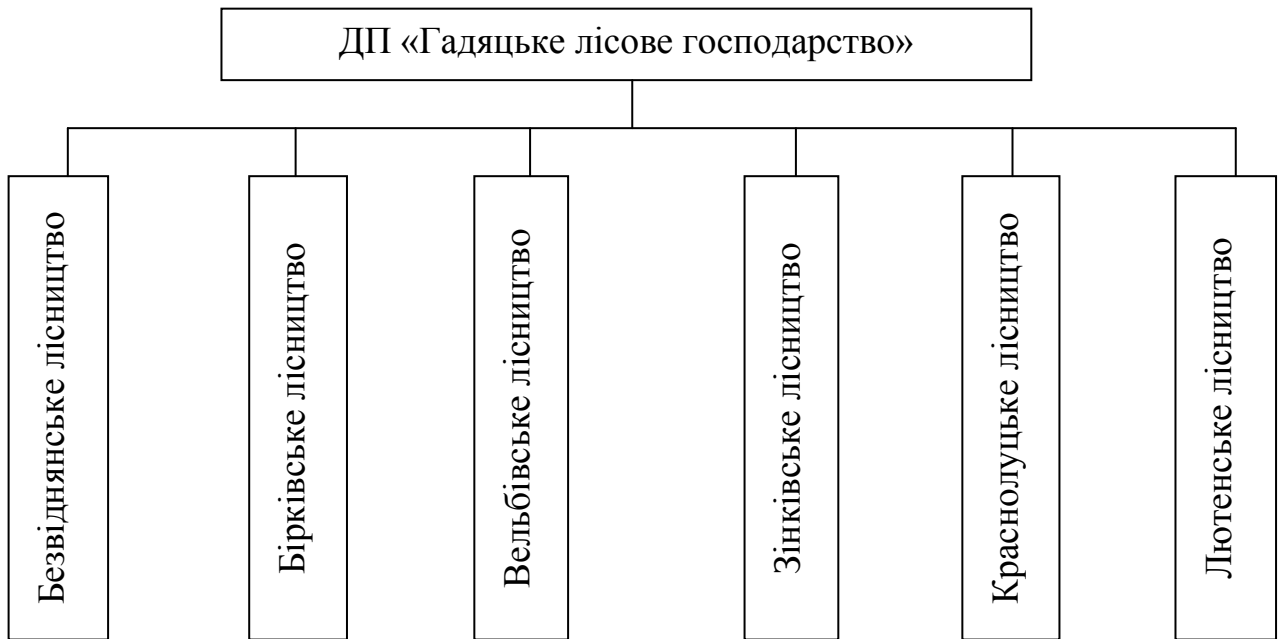 ДП «Гадяцьке лісове господарство»
Безвіднянське лісництво
Бірківське лісництво
Вельбівське лісництво
Зінківське лісництво
Краснолуцьке лісництво
Лютенське лісництво